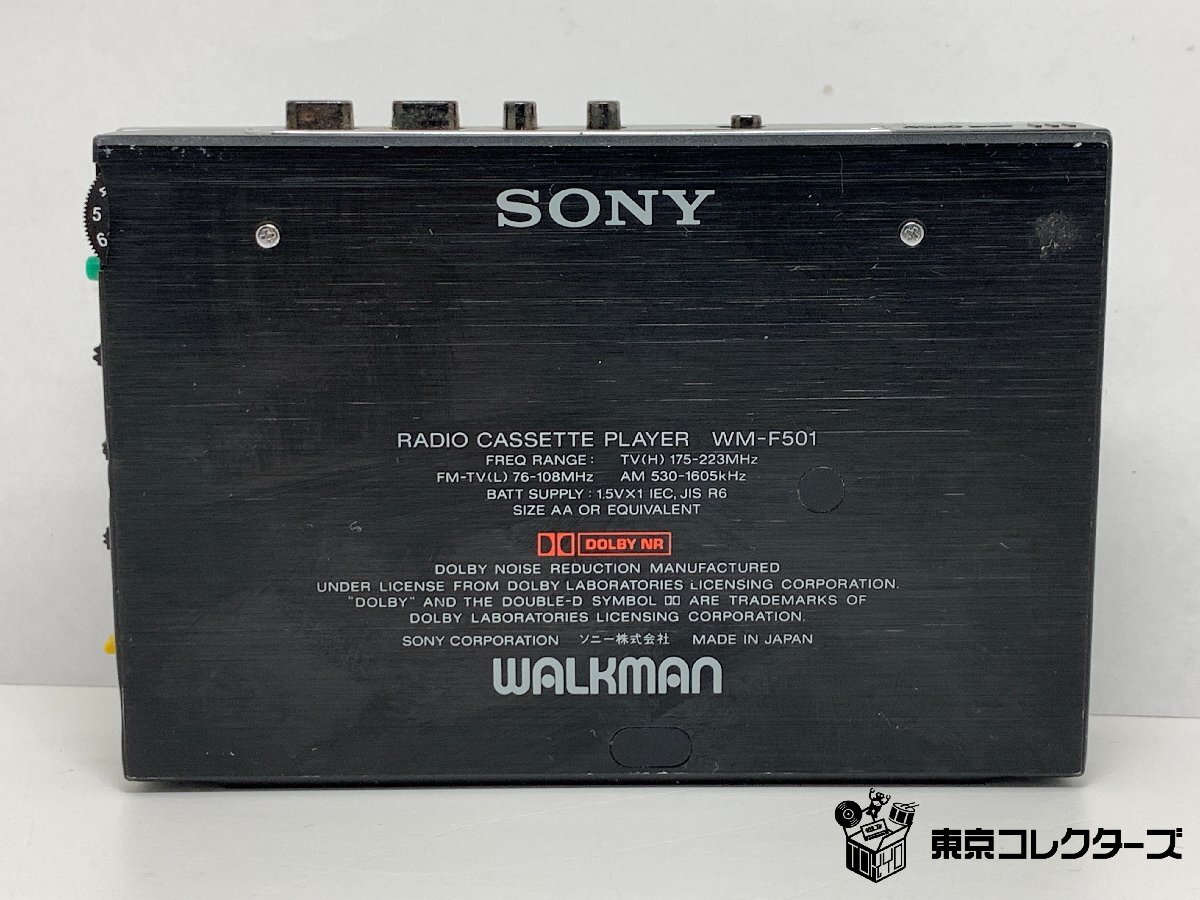 4
5
6
SONY
RADIO CASSETTE PLAYER WM-F501
FREQ RANGE : TV(H) 175-223MHz
FM-TV(L) 76-108MHz AM 530-1605kHz
BATT SUPPLY : 1.5VX1 IEC, JIS R6
SIZE AA OR EQUIVALENT
DOLBY NR
DOLBY NOISE REDUCTION MANUFACTURED
UNDER LICENSE FROM DOLBY LABORATORIES LICENSING CORPORATION.
"DOLBY" AND THE DOUBLE-D SYMBOL ARE TRADEMARKS OF
DOLBY LABORATORIES LICENSING CORPORATION.
SONY CORPORATION ソニー株式会社 MADE IN JAPAN
WALKMAN
TOKYO
東京コレクターズ